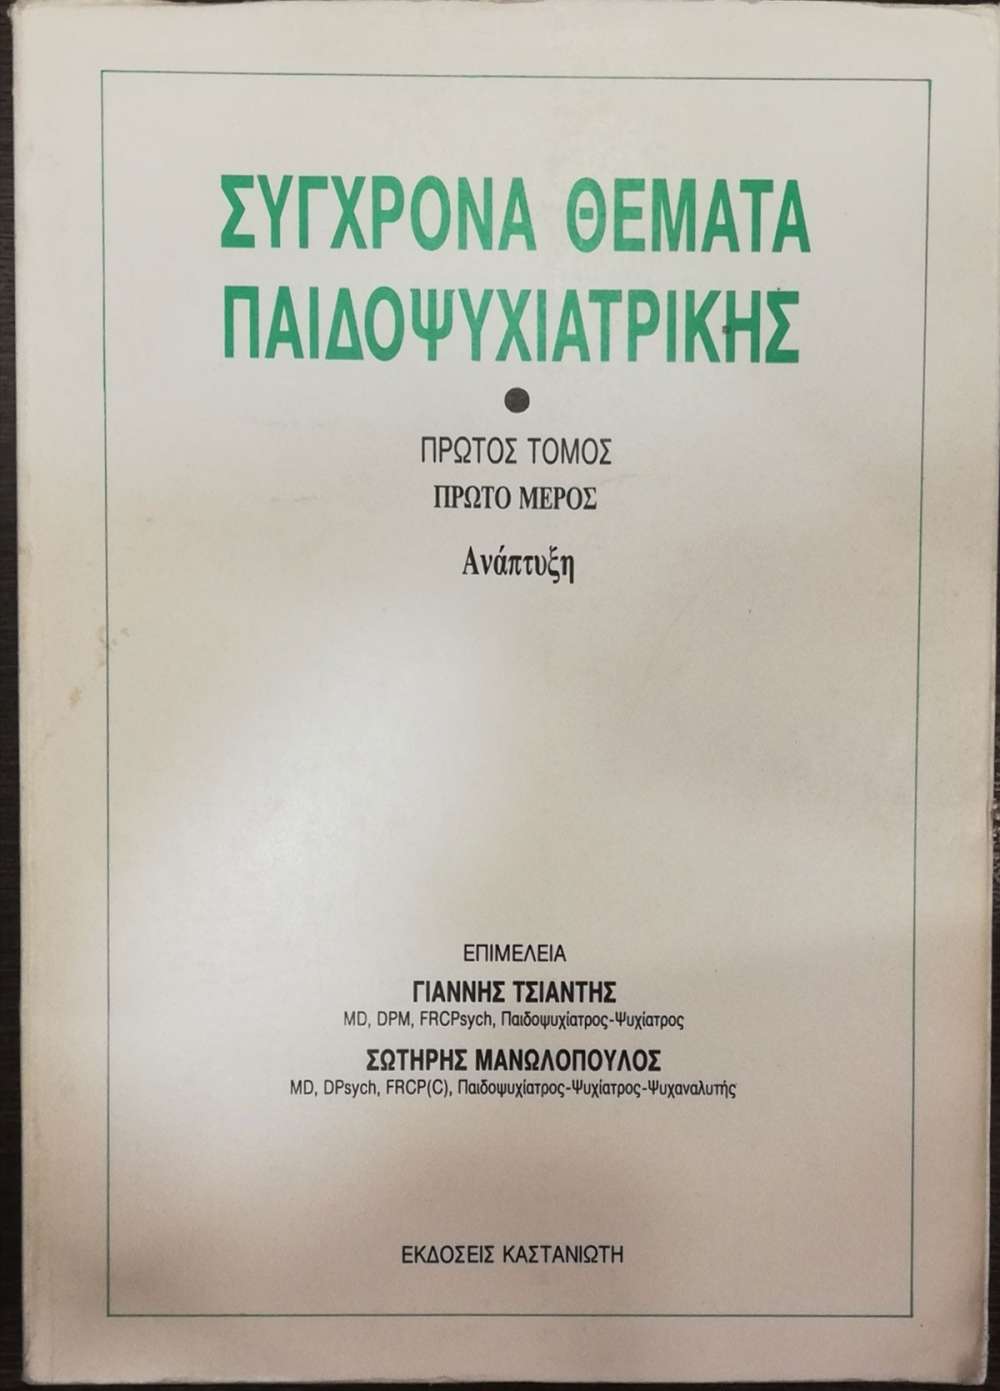 ΣΥΓΧΡΟΝΑ ΘΕΜΑΤΑ
ΠΑΙΔΟΨΥΧΙΑΤΡΙΚΗΣ
ΠΡΩΤΟΣ ΤΟΜΟΣ
ΠΡΩΤΟ ΜΕΡΟΣ
Ανάπτυξη
ΕΠΙΜΕΛΕΙΑ
ΓΙΑΝΝΗΣ ΤΣΙΑΝΤΗΣ
MD, DPM, FRCPsych, Παιδοψυχίατρος-Ψυχίατρος
ΣΩΤΗΡΗΣ ΜΑΝΩΛΟΠΟΥΛΟΣ
MD, DPsych, FRCP(C), Παιδοψυχίατρος-Ψυχίατρος-Ψυχαναλυτής
ΕΚΔΟΣΕΙΣ ΚΑΣΤΑΝΙΩΤΗ